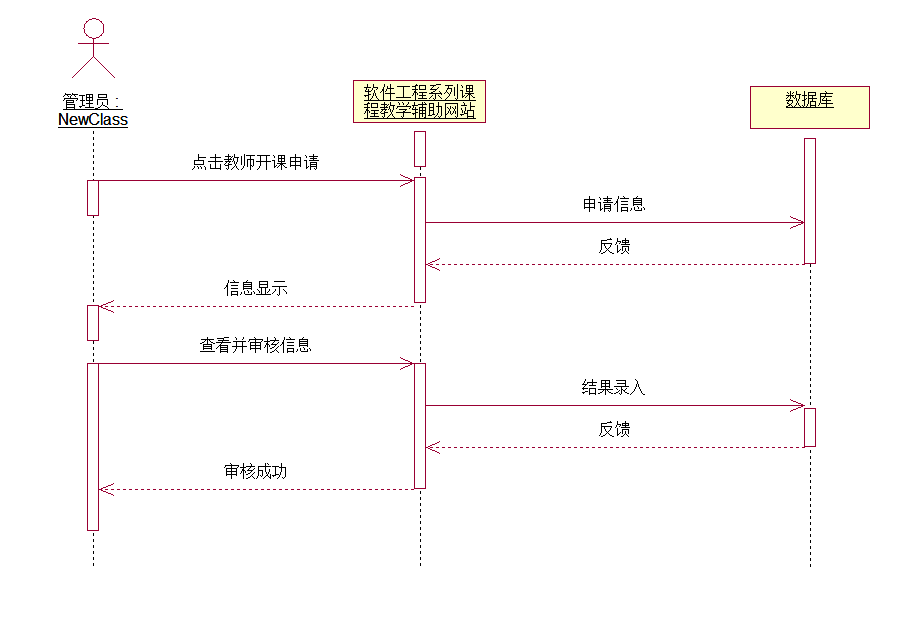 管理员 :
NewClass
软件工程系列课
程教学辅助网站
数据库
点击教师开课申请
申请信息
反馈
信息显示
查看并审核信息
结果录入
反馈
审核成功